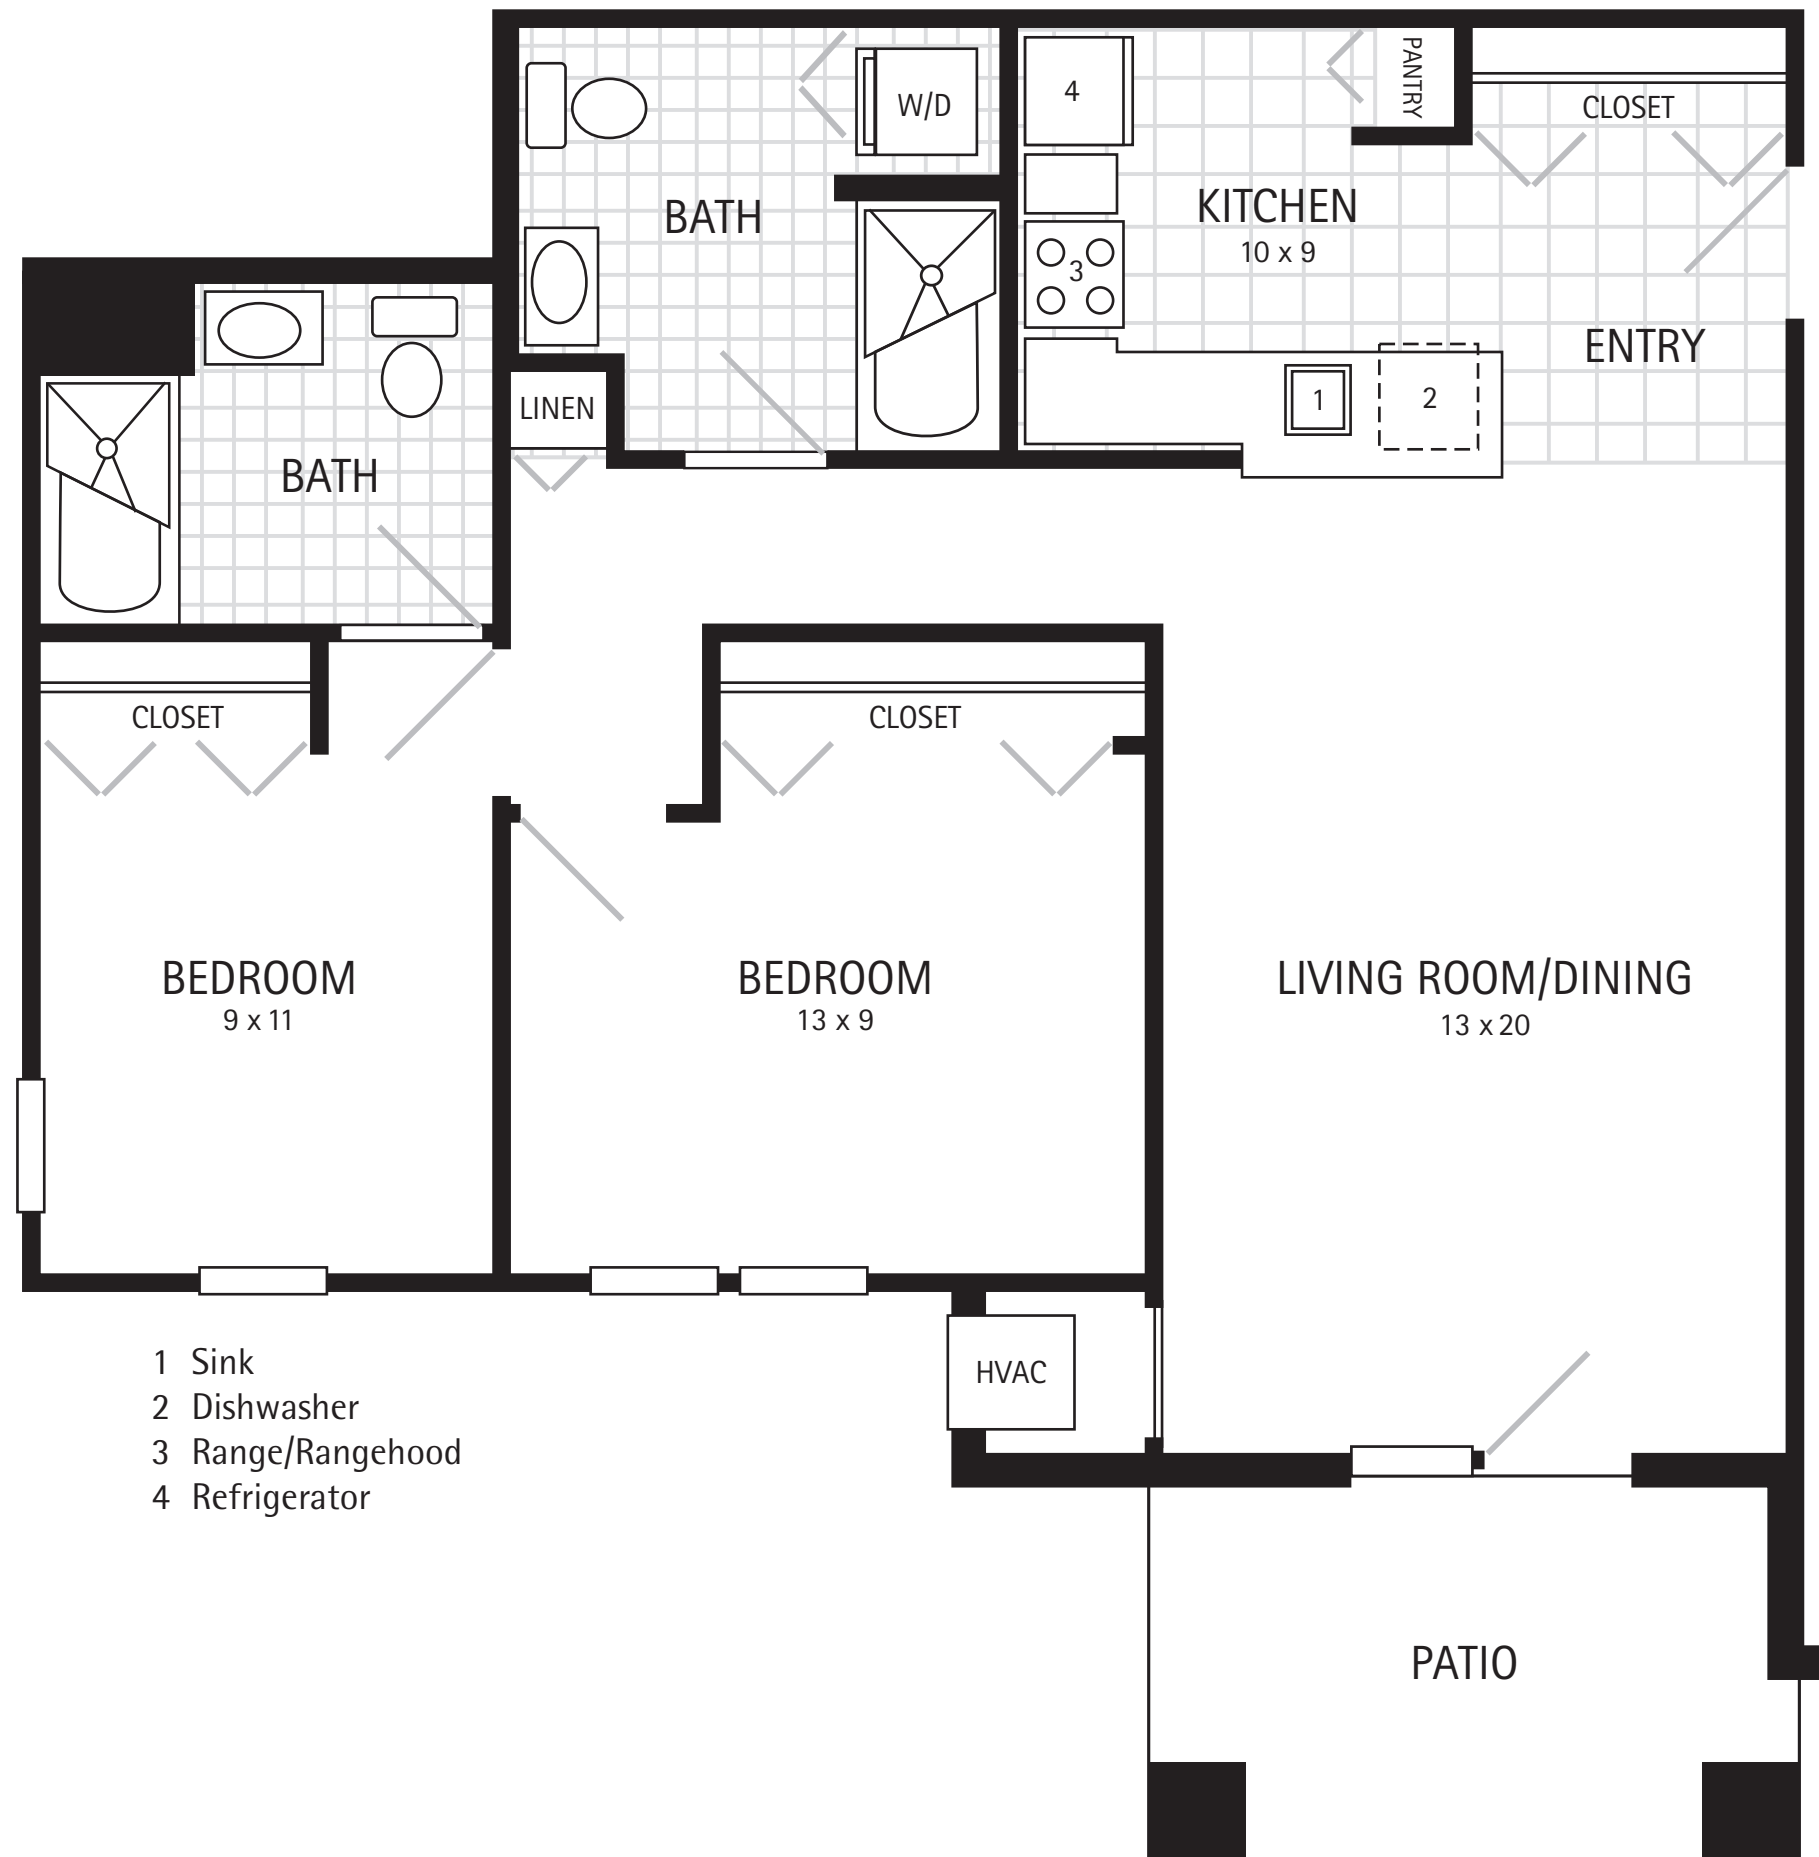 4
PANTRY
W/D
CLOSET
BATH
KITCHEN
10 x 9
3
ENTRY
1
2
LINEN
BATH
CLOSET
CLOSET
BEDROOM
9 x 11
BEDROOM
13 x 9
LIVING ROOM/DINING
13 x 20
HVAC
1 Sink
2 Dishwasher
3 Range/Rangehood
4 Refrigerator
PATIO